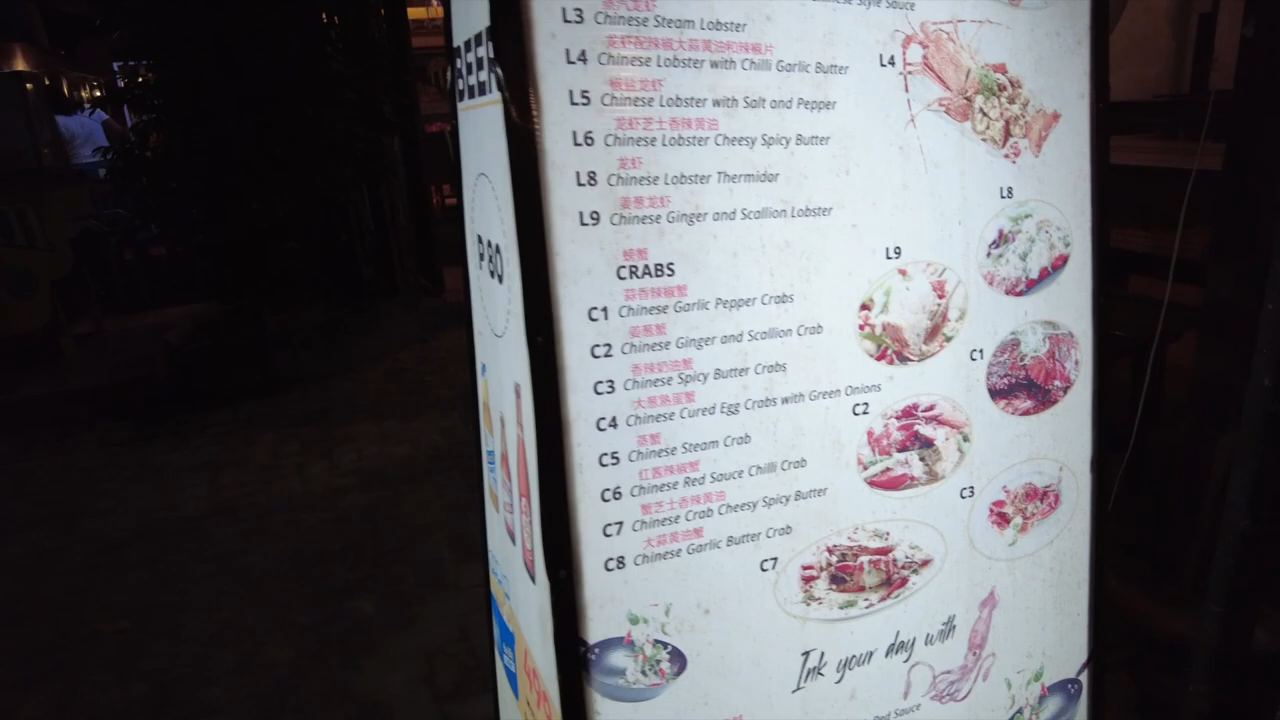 Style Sauce
蒸汽龙虾
L3 Chinese Steam Lobster
龙虾配辣椒大蒜黄油和辣椒片
L4 Chinese Lobster with Chilli Garlic Butter
L4
椒盐龙虾
L5 Chinese Lobster with Salt and Pepper
龙虾芝士香辣黄油
L6 Chinese Lobster Cheesy Spicy Butter
龙虾
L8 Chinese Lobster Thermidor
L8
姜葱龙虾
L9 Chinese Ginger and Scallion Lobster
L9
螃蟹
CRABS
蒜香辣椒蟹
C1 Chinese Garlic Pepper Crabs
C1
姜葱蟹
C2 Chinese Ginger and Scallion Crab
香辣奶油蟹
C3 Chinese Spicy Butter Crabs
大葱熟蛋蟹
C4 Chinese Cured Egg Crabs with Green Onions
C2
蒸蟹
C5 Chinese Steam Crab
红酱辣椒蟹
C6 Chinese Red Sauce Chilli Crab
C3
蟹芝士香辣黄油
C7 Chinese Crab Cheesy Spicy Butter
大蒜黄油蟹
C8 Chinese Garlic Butter Crab
C7
Ink your day with
Red Sauce
BEER
₱80
499